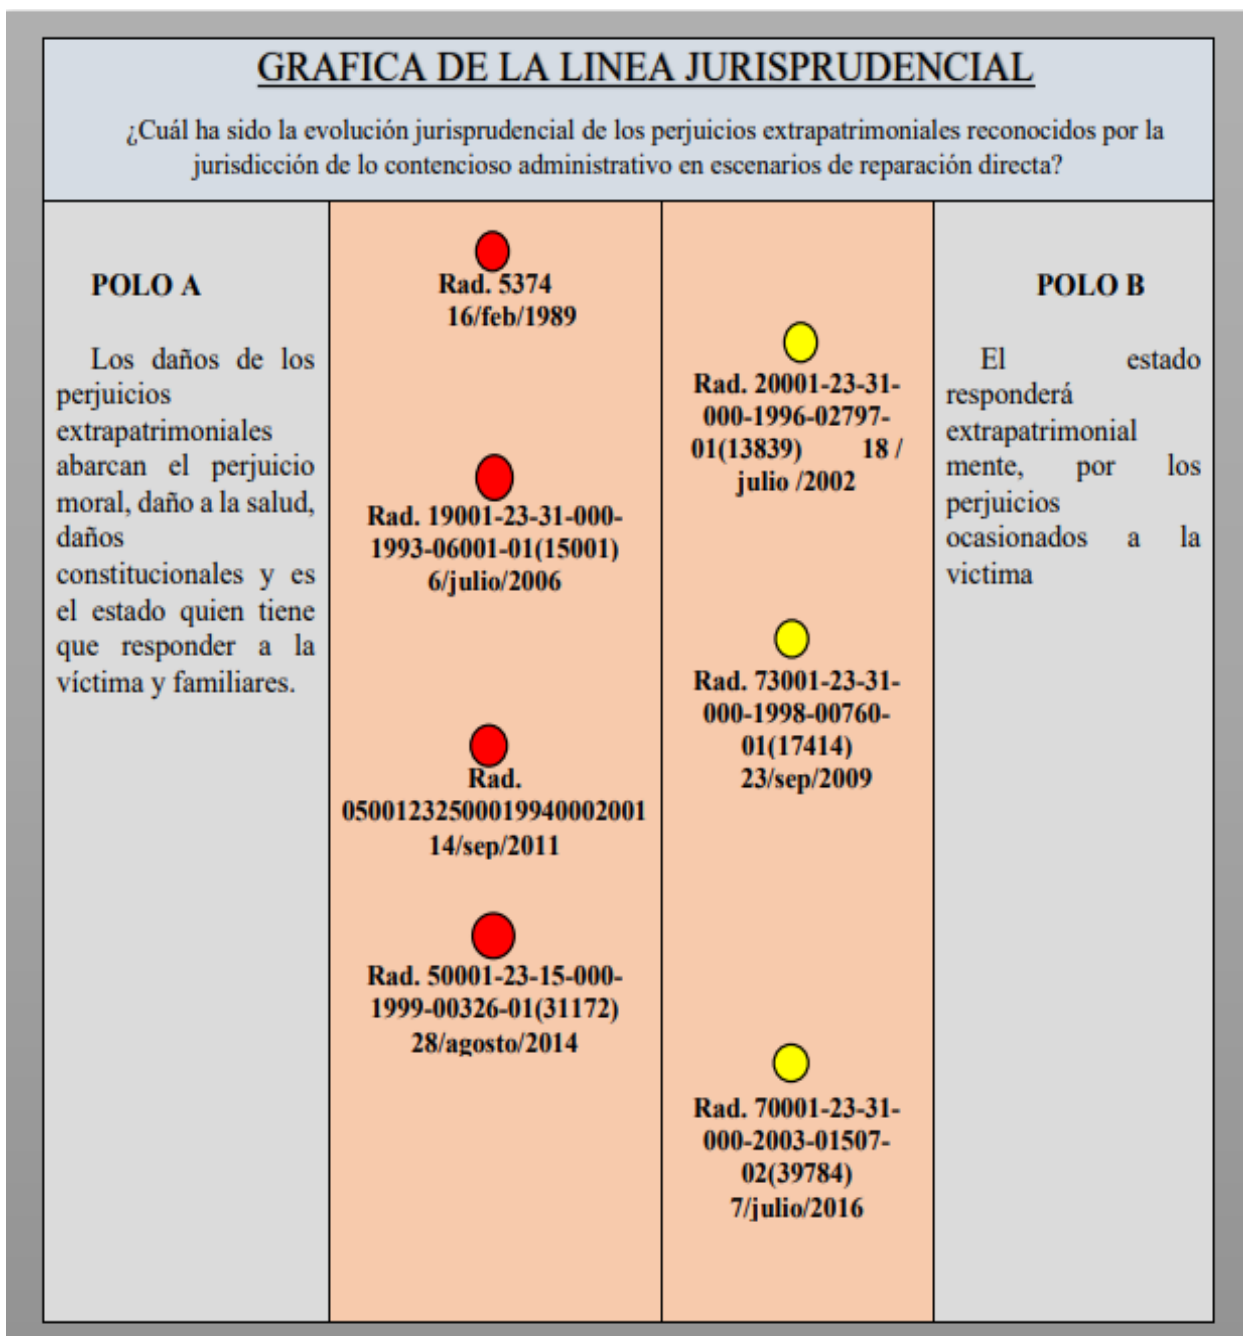 GRAFICA DE LA LINEA JURISPRUDENCIAL
¿Cuál ha sido la evolución jurisprudencial de los perjuicios extrapatrimoniales reconocidos por la
jurisdicción de lo contencioso administrativo en escenarios de reparación directa?
POLO A
Los daños de los
perjuicios
extrapatrimoniales
abarcan el perjuicio
moral, daño a la salud,
daños
constitucionales y es
el estado quien tiene
que responder a la
víctima y familiares.
Rad. 5374
16/feb/1989
Rad. 19001-23-31-000-
1993-06001-01(15001)
6/julio/2006
Rad.
05001232500019940002001
14/sep/2011
Rad. 50001-23-15-000-
1999-00326-01(31172)
28/agosto/2014
Rad. 20001-23-31-
000-1996-02797-
01(13839) 18 /
julio /2002
Rad. 73001-23-31-
000-1998-00760-
01(17414)
23/sep/2009
Rad. 70001-23-31-
000-2003-01507-
02(39784)
7/julio/2016
POLO B
El estado
responderá
extrapatrimonial
mente, por los
perjuicios
ocasionados a la
victima